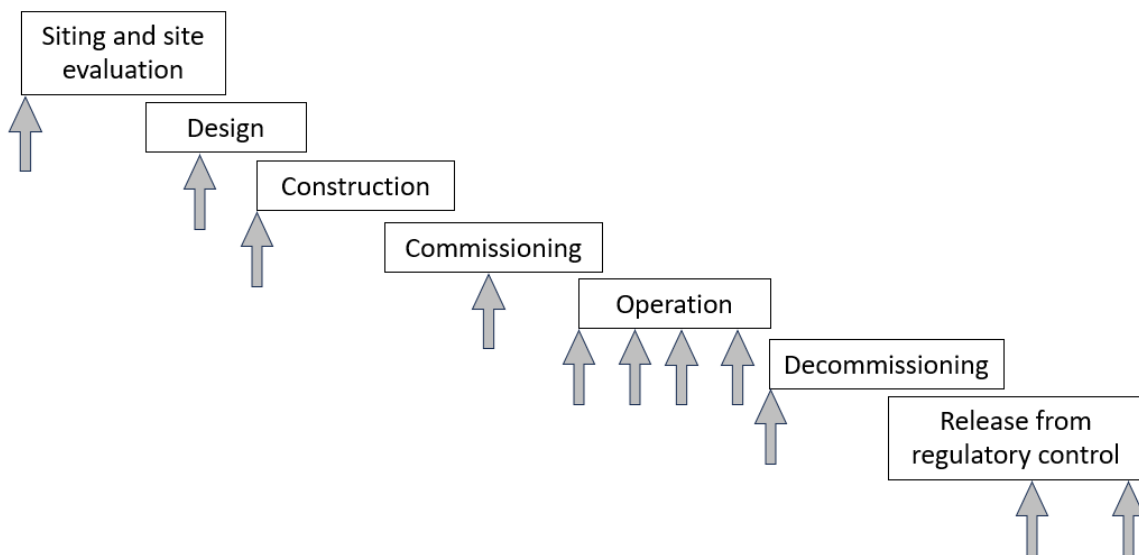 Siting and site
evaluation
Design
Construction
Commissioning
Operation
Decommissioning
Release from
regulatory control